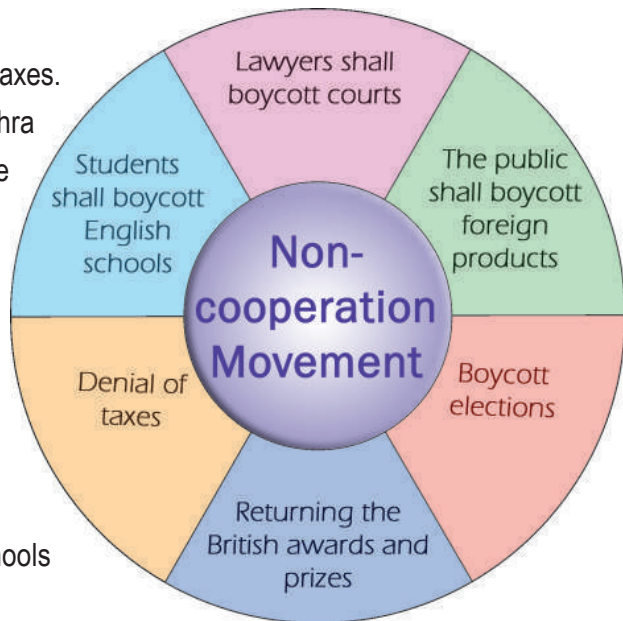 axes.
hra
e
hools
Non-
cooperation
Movement
Lawyers shall
boycott courts
The public
shall boycott
foreign
products
Boycott
elections
Returning the
British awards and
prizes
Denial of
taxes
Students
shall boycott
English
schools